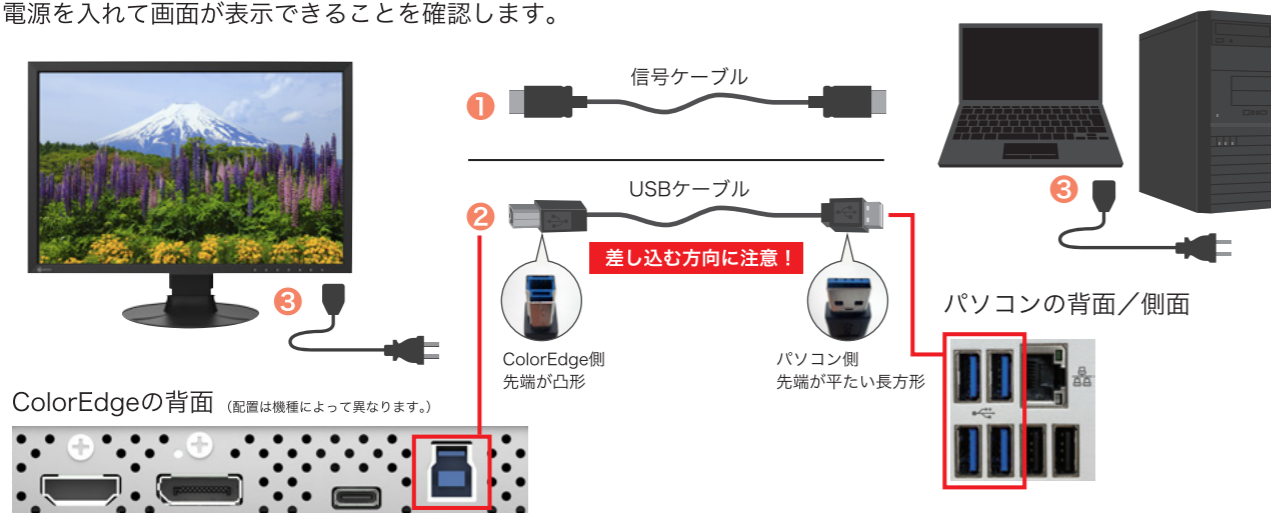 電源を入れて画面が表示できることを確認します。
信号ケーブル
❶
USBケーブル
❷
差し込む方向に注意！
❸
❸
ColorEdge側
先端が凸形
パソコン側
先端が平たい長方形
パソコンの背面／側面
ColorEdgeの背面 （配置は機種によって異なります。）